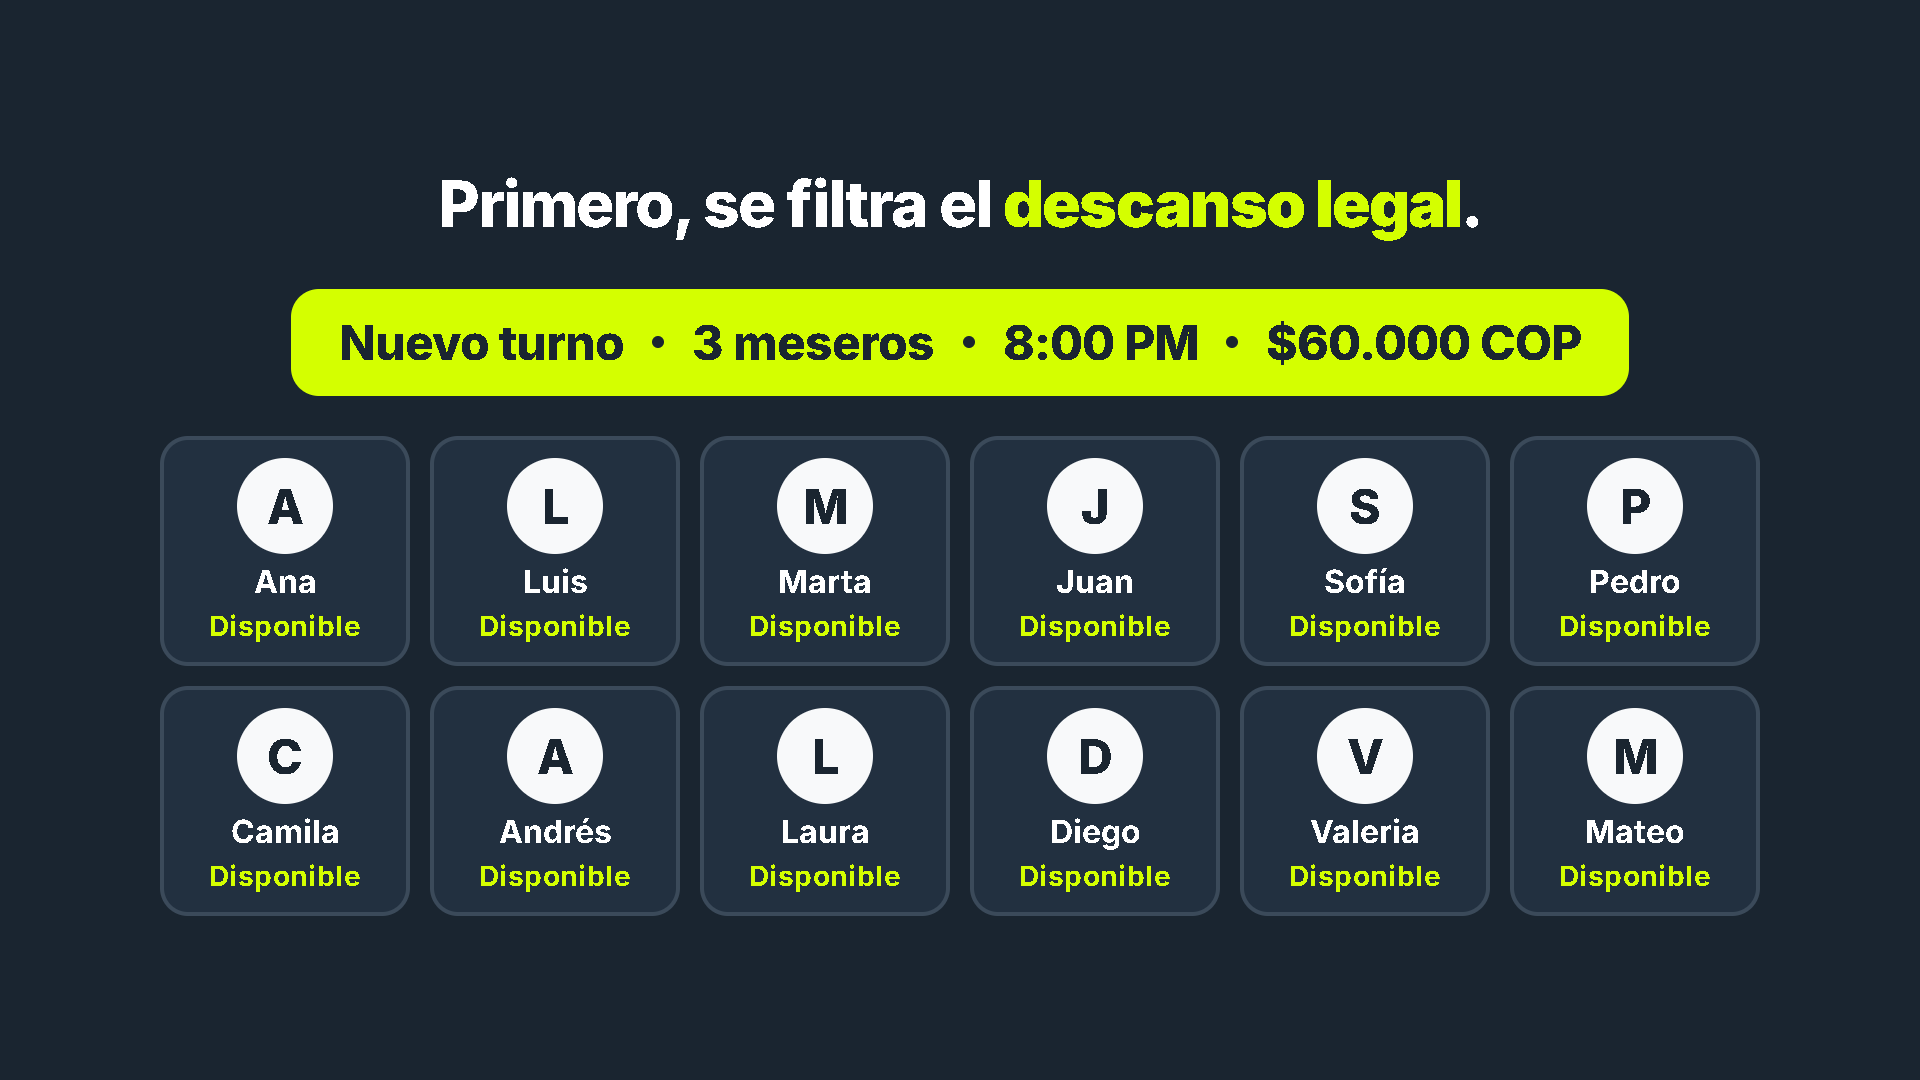 Primero, se filtra el descanso legal.
Nuevo turno • 3 meseros • 8:00 PM • $60.000 COP
A L M J S P
Ana Luis Marta Juan Sofía Pedro
Disponible Disponible Disponible Disponible Disponible Disponible
C A L D V M
Camila Andrés Laura Diego Valeria Mateo
Disponible Disponible Disponible Disponible Disponible Disponible